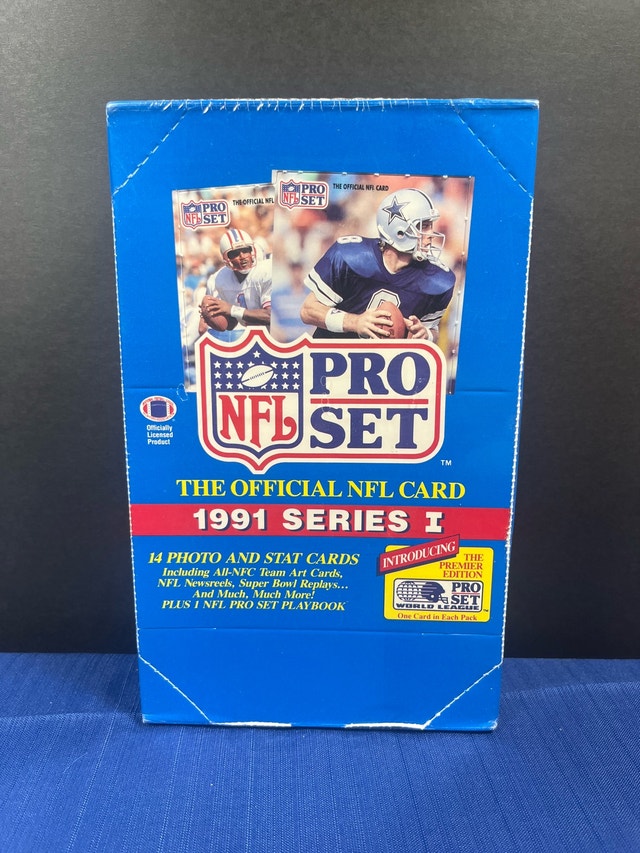 PRO
SET
NFL
THE OFFICIAL NFL
PRO
SET
NFL
THE OFFICIAL NFL CARD
8
NFL
PRO
SET
TM
Officially
Licensed
Product
THE OFFICIAL NFL CARD
1991 SERIES I
14 PHOTO AND STAT CARDS
Including All-NFC Team Art Cards,
NFL Newsreels, Super Bowl Replays...
And Much, Much More!
PLUS 1 NFL PRO SET PLAYBOOK
INTRODUCING
THE
PREMIER
EDITION
PRO
SET
WORLD LEAGUE
One Card in Each Pack